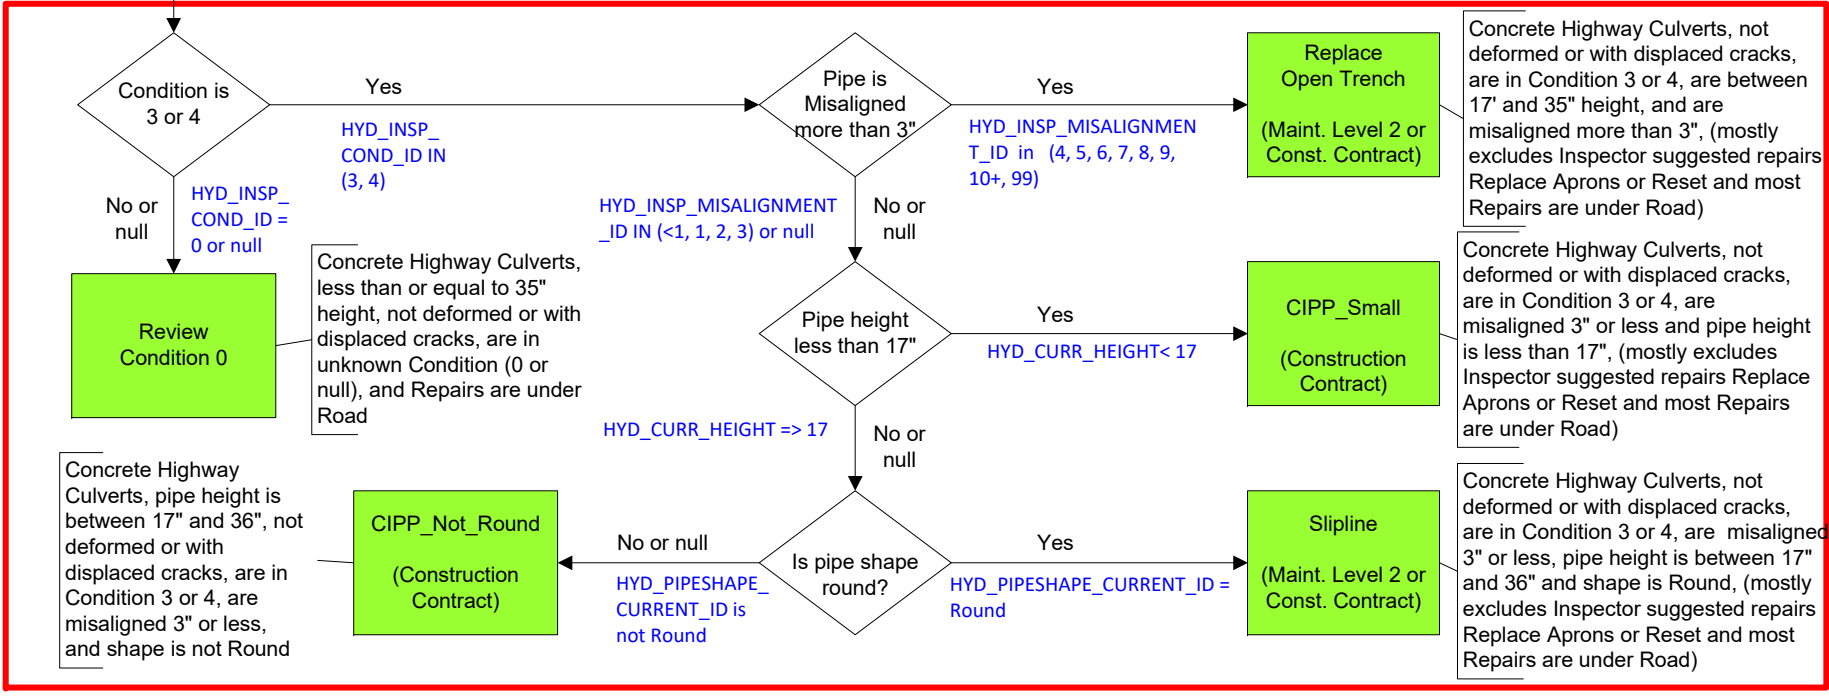 Condition is
3 or 4
Yes
HYD_INSP_
COND_ID IN
(3, 4)
No or
null
HYD_INSP_
COND_ID =
0 or null
Review
Condition 0
Concrete Highway Culverts,
less than or equal to 35"
height, not deformed or with
displaced cracks, are in
unknown Condition (0 or
null), and Repairs are under
Road
Pipe is
Misaligned
more than 3"
Yes
HYD_INSP_MISALIGNMEN
T_ID in (4, 5, 6, 7, 8, 9,
10+, 99)
Replace
Open Trench
(Maint. Level 2 or
Const. Contract)
Concrete Highway Culverts, not
deformed or with displaced cracks,
are in Condition 3 or 4, are between
17' and 35" height, and are
misaligned more than 3", (mostly
excludes Inspector suggested repairs
Replace Aprons or Reset and most
Repairs are under Road)
HYD_INSP_MISALIGNMENT
_ID IN (<1, 1, 2, 3) or null
No or
null
Pipe height
less than 17"
Yes
HYD_CURR_HEIGHT< 17
CIPP_Small
(Construction
Contract)
Concrete Highway Culverts, not
deformed or with displaced cracks,
are in Condition 3 or 4, are
misaligned 3" or less and pipe height
is less than 17", (mostly excludes
Inspector suggested repairs Replace
Aprons or Reset and most Repairs
are under Road)
HYD_CURR_HEIGHT => 17
No or
null
Is pipe shape
round?
No or null
HYD_PIPESHAPE_
CURRENT_ID is
not Round
CIPP_Not_Round
(Construction
Contract)
Concrete Highway
Culverts, pipe height is
between 17" and 36", not
deformed or with
displaced cracks, are in
Condition 3 or 4, are
misaligned 3" or less,
and shape is not Round
Yes
HYD_PIPESHAPE_CURRENT_ID =
Round
Slipline
(Maint. Level 2 or
Const. Contract)
Concrete Highway Culverts, not
deformed or with displaced cracks,
are in Condition 3 or 4, are misaligned
3" or less, pipe height is between 17"
and 36" and shape is Round, (mostly
excludes Inspector suggested repairs
Replace Aprons or Reset and most
Repairs are under Road)